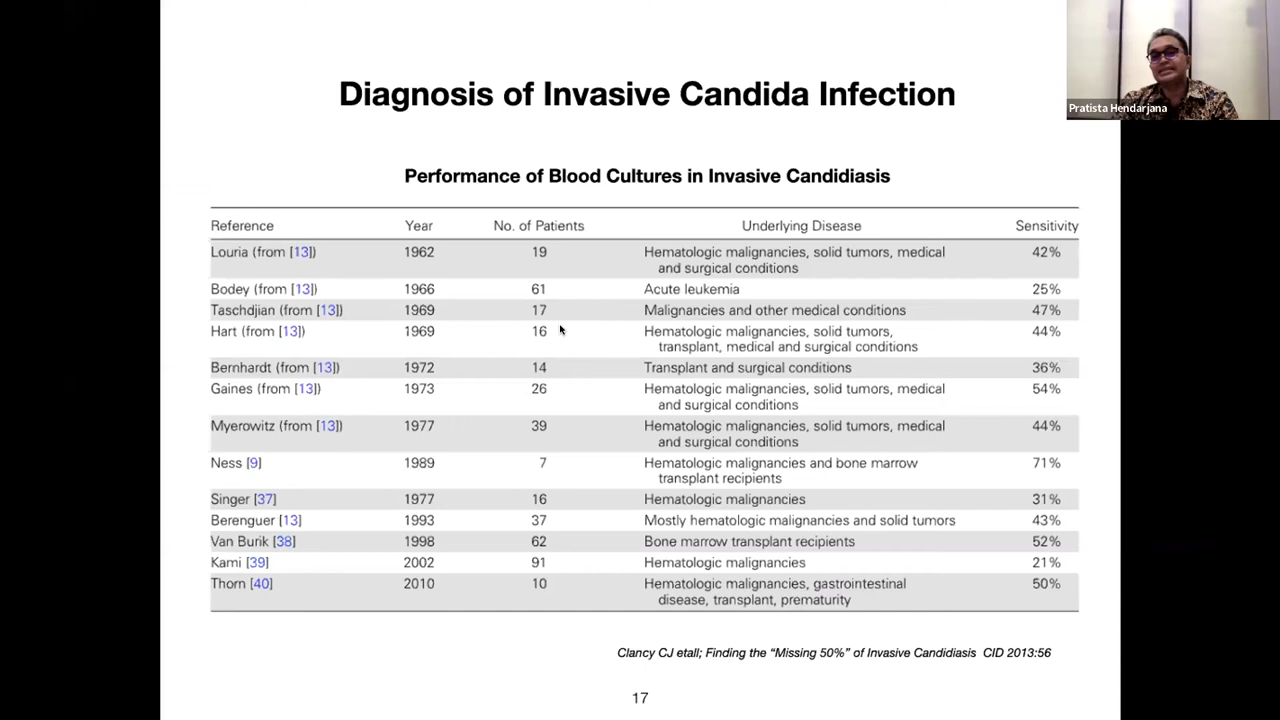 Diagnosis of Invasive Candida Infection
Pratista Hendarjana
Performance of Blood Cultures in Invasive Candidiasis
Reference Year No. of Patients Underlying Disease Sensitivity
Louria (from [13]) 1962 19 Hematologic malignancies, solid tumors, medical 42%
and surgical conditions
Bodey (from [13]) 1966 61 Acute leukemia 25%
Taschdjian (from [13]) 1969 17 Malignancies and other medical conditions 47%
Hart (from [13]) 1969 16 Hematologic malignancies, solid tumors, 44%
transplant, medical and surgical conditions
Bernhardt (from [13]) 1972 14 Transplant and surgical conditions 36%
Gaines (from [13]) 1973 26 Hematologic malignancies, solid tumors, medical 54%
and surgical conditions
Myerowitz (from [13]) 1977 39 Hematologic malignancies, solid tumors, medical 44%
and surgical conditions
Ness [9] 1989 7 Hematologic malignancies and bone marrow 71%
transplant recipients
Singer [37] 1977 16 Hematologic malignancies 31%
Berenguer [13] 1993 37 Mostly hematologic malignancies and solid tumors 43%
Van Burik [38] 1998 62 Bone marrow transplant recipients 52%
Kami [39] 2002 91 Hematologic malignancies 21%
Thorn [40] 2010 10 Hematologic malignancies, gastrointestinal 50%
disease, transplant, prematurity
Clancy CJ etall; Finding the “Missing 50%” of Invasive Candidiasis CID 2013:56
17